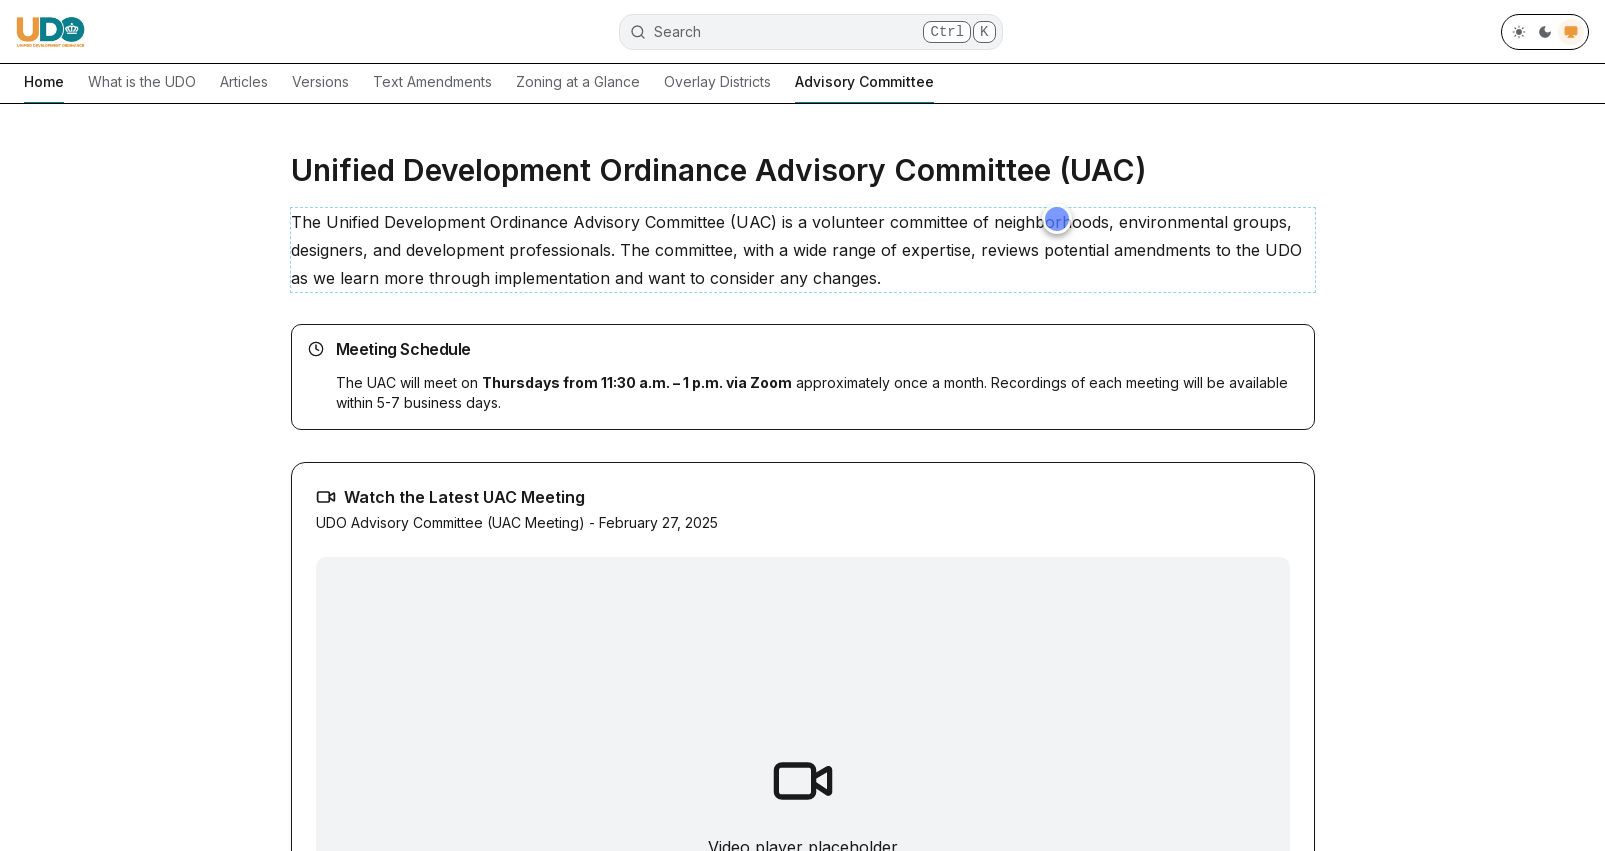 UDO
UNIFIED DEVELOPMENT ORDINANCE
Search
Ctrl K
Home
What is the UDO
Articles
Versions
Text Amendments
Zoning at a Glance
Overlay Districts
Advisory Committee
Unified Development Ordinance Advisory Committee (UAC)
The Unified Development Ordinance Advisory Committee (UAC) is a volunteer committee of neighborhoods, environmental groups,
designers, and development professionals. The committee, with a wide range of expertise, reviews potential amendments to the UDO
as we learn more through implementation and want to consider any changes.
Meeting Schedule
The UAC will meet on Thursdays from 11:30 a.m. – 1 p.m. via Zoom approximately once a month. Recordings of each meeting will be available
within 5-7 business days.
Watch the Latest UAC Meeting
UDO Advisory Committee (UAC Meeting) - February 27, 2025
Video player placeholder